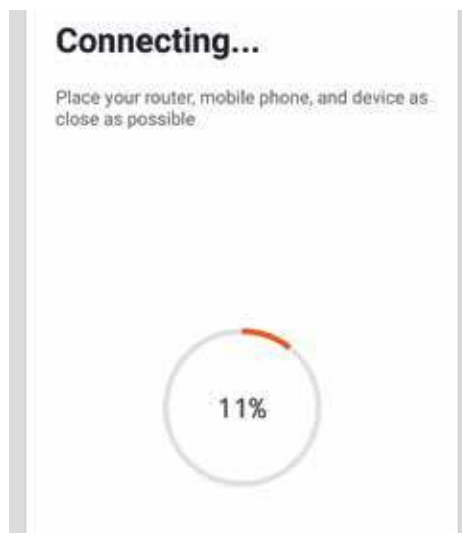 Connecting...
Place your router, mobile phone, and device as
close as possible
11%